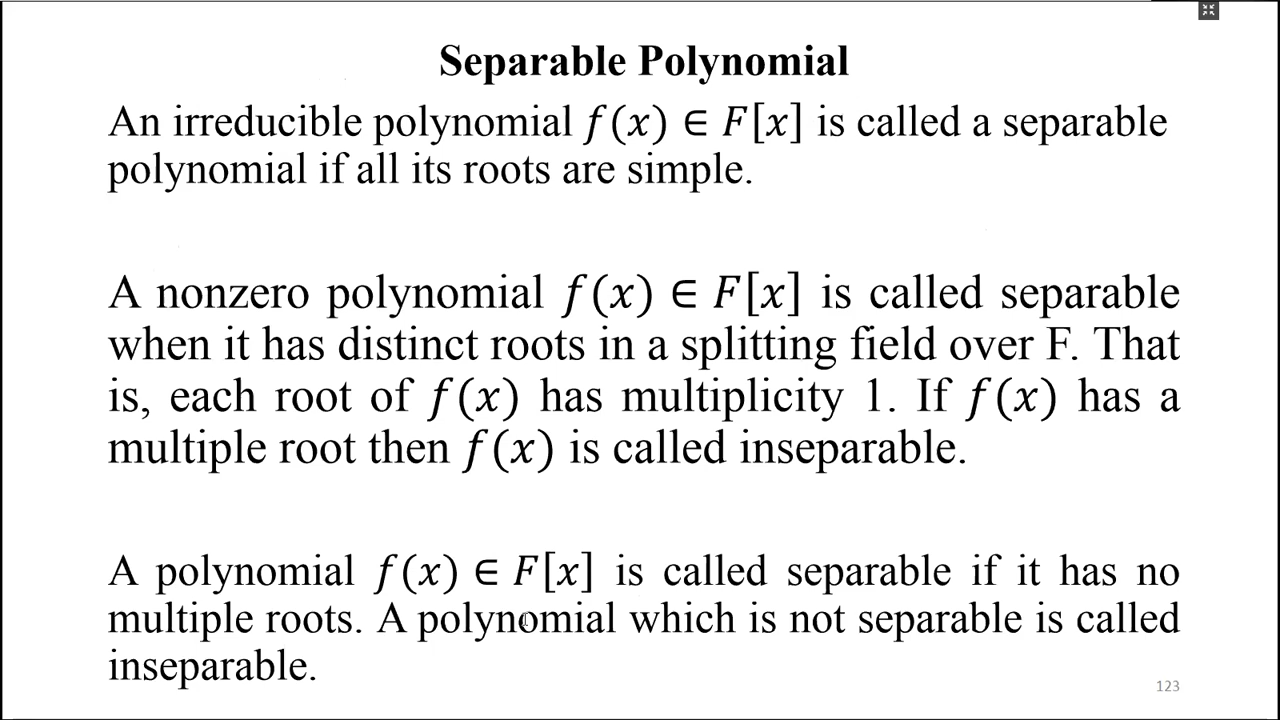 Separable Polynomial
An irreducible polynomial 𝑓(𝑥) ∈ 𝐹[𝑥] is called a separable
polynomial if all its roots are simple.
A nonzero polynomial 𝑓(𝑥) ∈ 𝐹[𝑥] is called separable
when it has distinct roots in a splitting field over F. That
is, each root of 𝑓(𝑥) has multiplicity 1. If 𝑓(𝑥) has a
multiple root then 𝑓(𝑥) is called inseparable.
A polynomial 𝑓(𝑥) ∈ 𝐹[𝑥] is called separable if it has no
multiple roots. A polynomial which is not separable is called
inseparable.
123